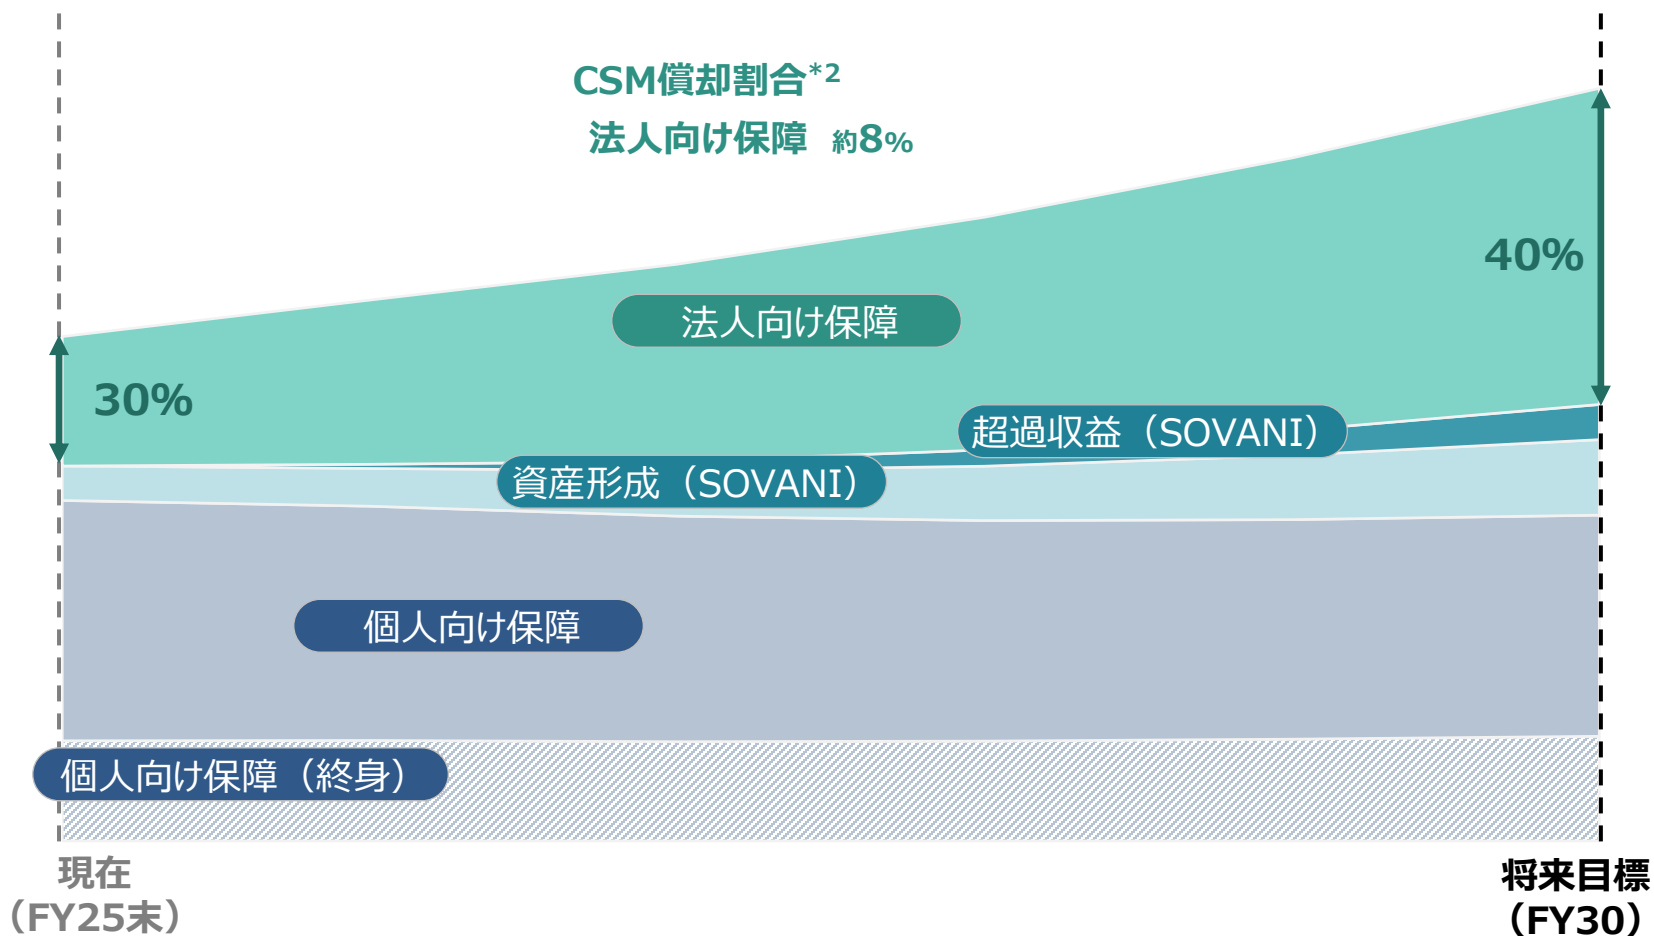 CSM償却割合*2
法人向け保障 約8%
40%
法人向け保障
30%
超過収益（SOVANI）
資産形成（SOVANI）
個人向け保障
個人向け保障（終身）
現在
（FY25末）
将来目標
（FY30）